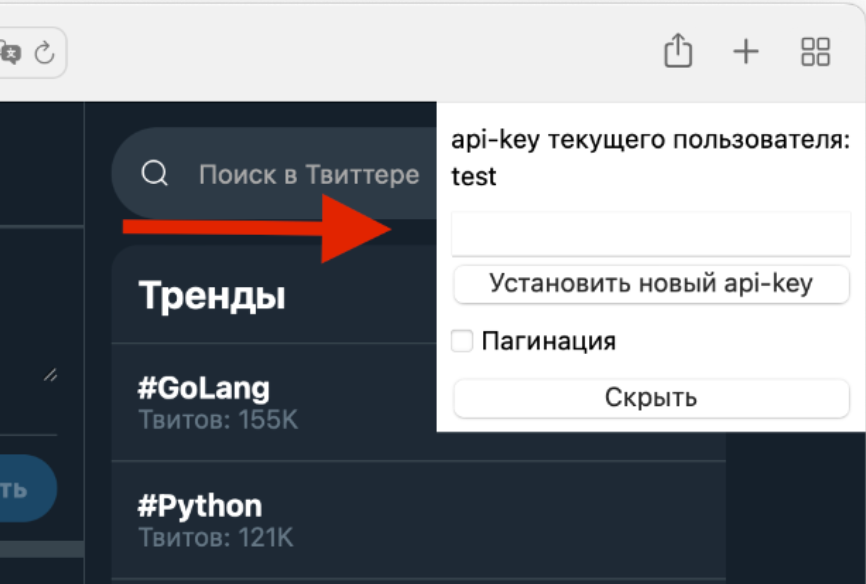 Поиск в Твиттере
api-key текущего пользователя:
test
Установить новый api-key
Пагинация
Скрыть
Тренды
#GoLang
Твитов: 155K
#Python
Твитов: 121K
ть